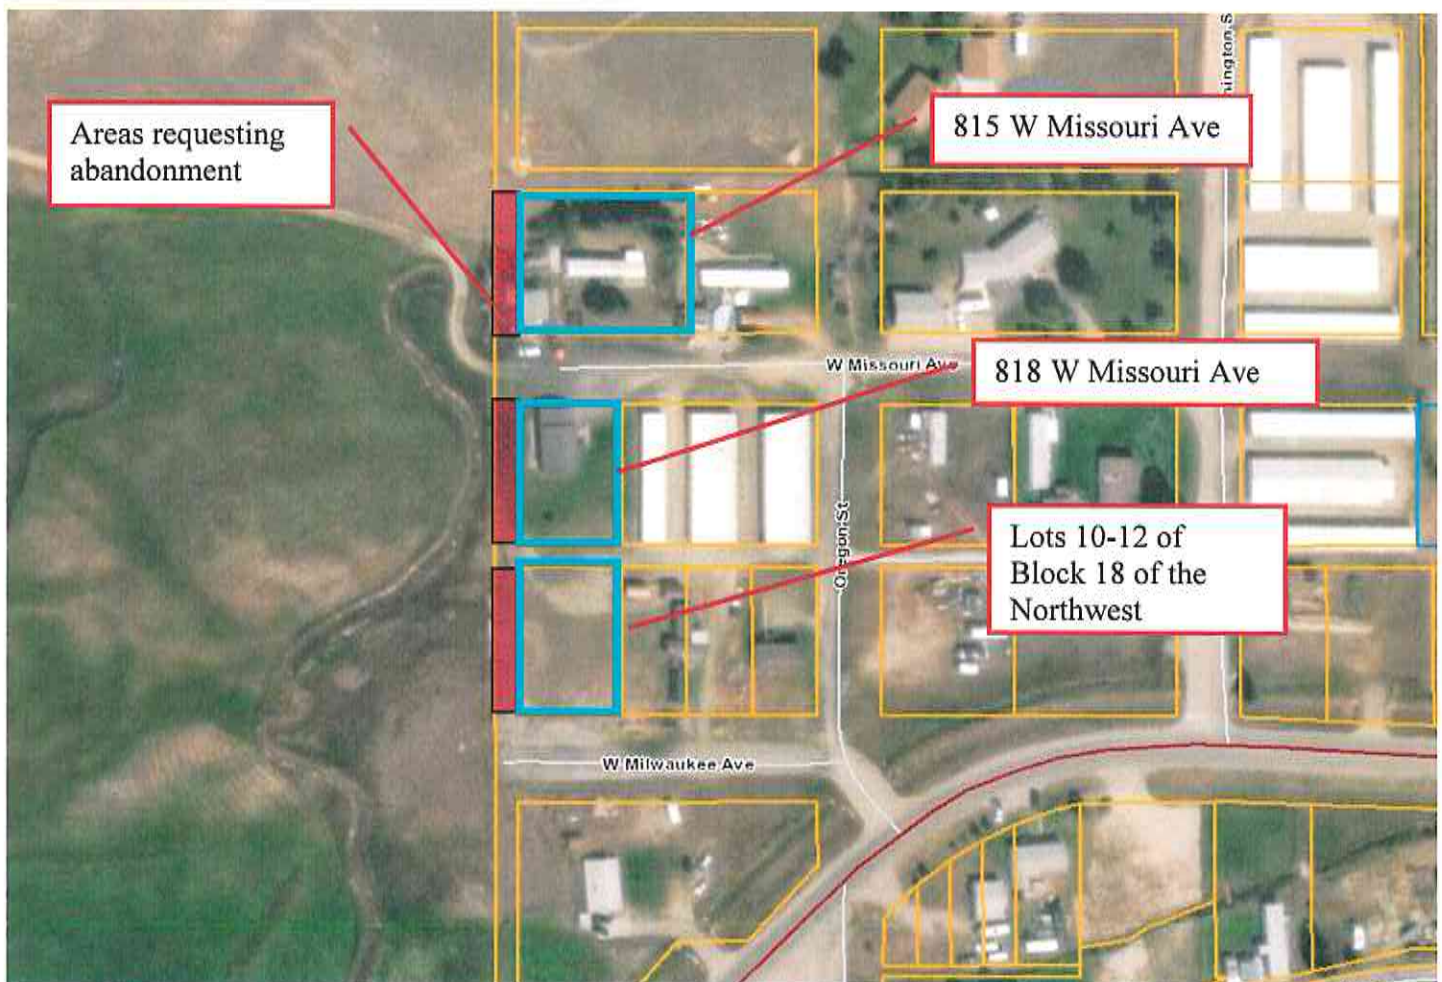 Areas requesting
abandonment
815 W Missouri Ave
ington S
W Missouri Ave
818 W Missouri Ave
Oregon St
Lots 10-12 of
Block 18 of the
Northwest
W Milwaukee Ave